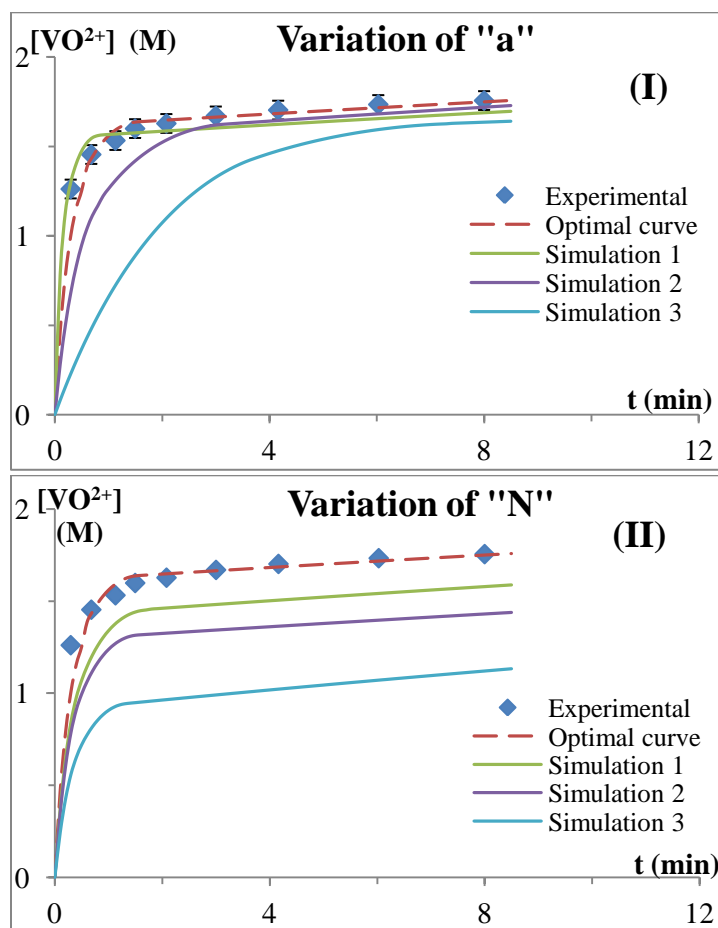 [VO²⁺] (M)
Variation of "a"
(I)
2
1
0
Experimental
Optimal curve
Simulation 1
Simulation 2
Simulation 3
t (min)
0 4 8 12
[VO²⁺]
(M)
Variation of "N"
(II)
2
1
0
Experimental
Optimal curve
Simulation 1
Simulation 2
Simulation 3
t (min)
0 4 8 12